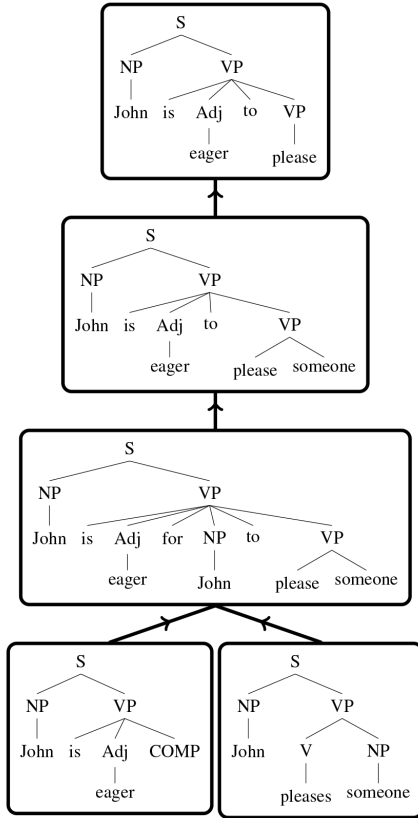 S
NP VP
John is Adj to VP
eager please
S
NP VP
John is Adj to VP
eager please someone
S
NP VP
John is Adj for NP to VP
eager John please someone
S
NP VP
John is Adj COMP
eager
S
NP VP
John V NP
pleases someone